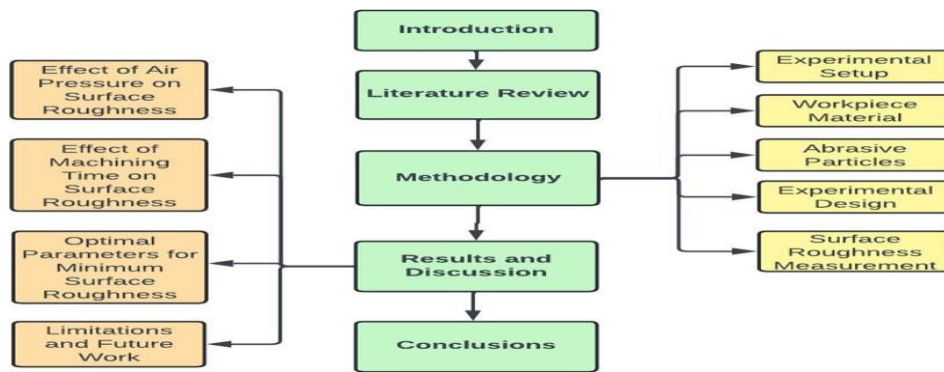 Introduction
Literature Review
Methodology
Results and
Discussion
Conclusions
Effect of Air
Pressure on
Surface
Roughness
Effect of
Machining
Time on
Surface
Roughness
Optimal
Parameters for
Minimum
Surface
Roughness
Limitations
and Future
Work
Experimental
Setup
Workpiece
Material
Abrasive
Particles
Experimental
Design
Surface
Roughness
Measurement